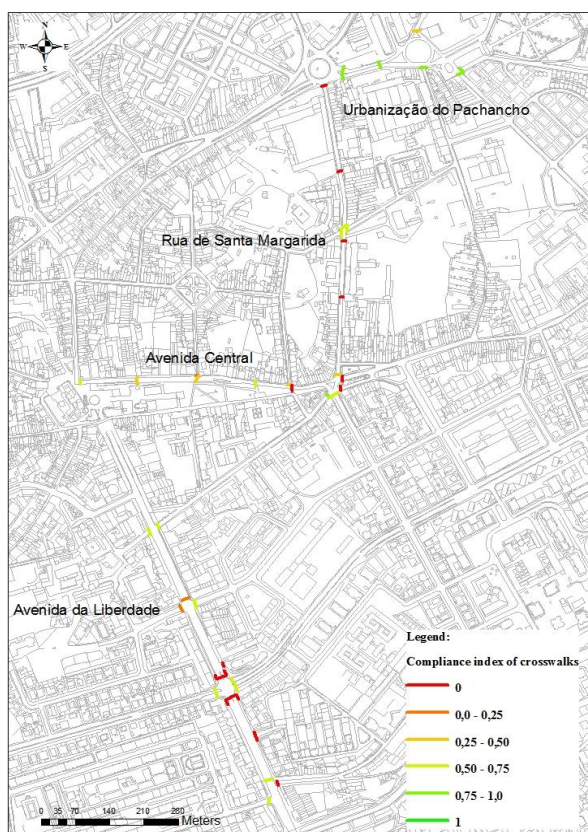 N
W E
S
Urbanização do Pachancho
Rua de Santa Margarida
Avenida Central
Avenida da Liberdade
Legend:
Compliance index of crosswalks
0
0,0 - 0,25
0,25 - 0,50
0,50 - 0,75
0,75 - 1,0
1
0 35 70 140 210 280
Meters